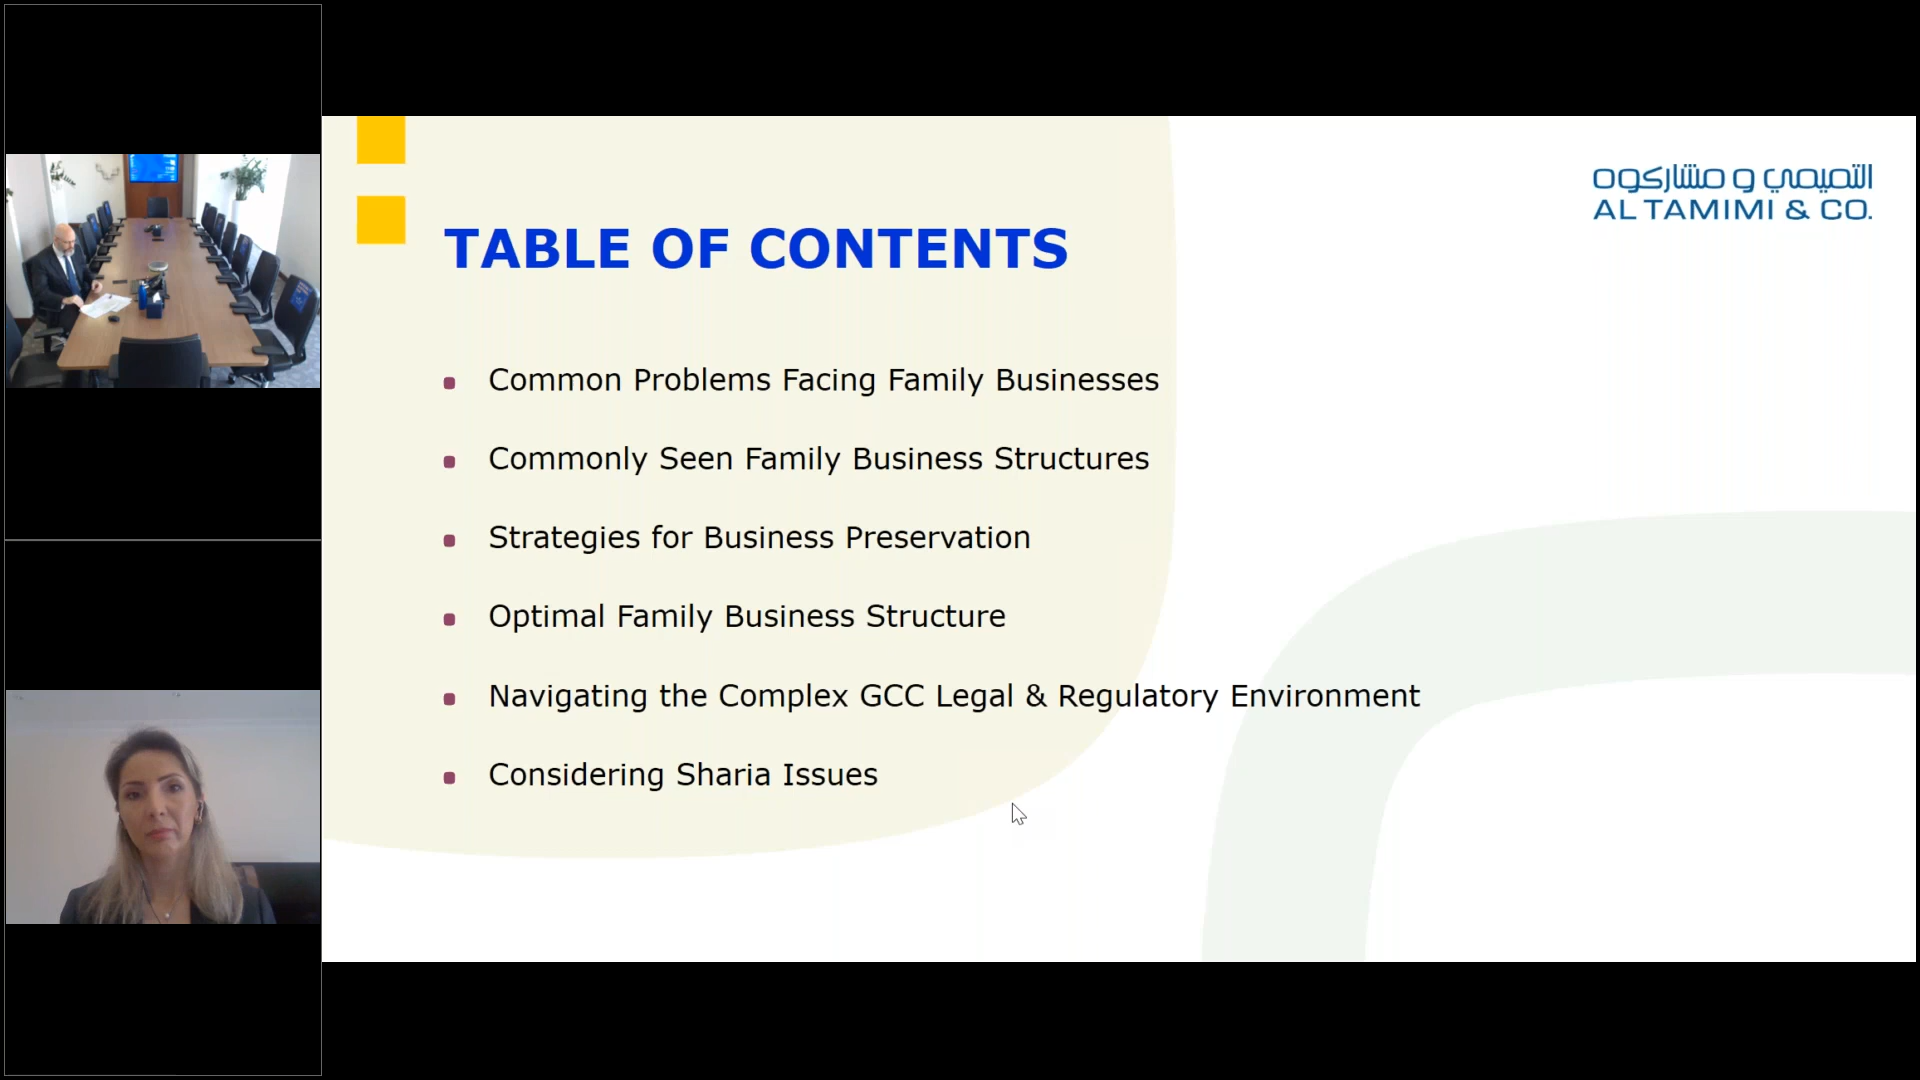 التميمي و مشاركوه
AL TAMIMI & CO.
TABLE OF CONTENTS
Common Problems Facing Family Businesses
Commonly Seen Family Business Structures
Strategies for Business Preservation
Optimal Family Business Structure
Navigating the Complex GCC Legal & Regulatory Environment
Considering Sharia Issues